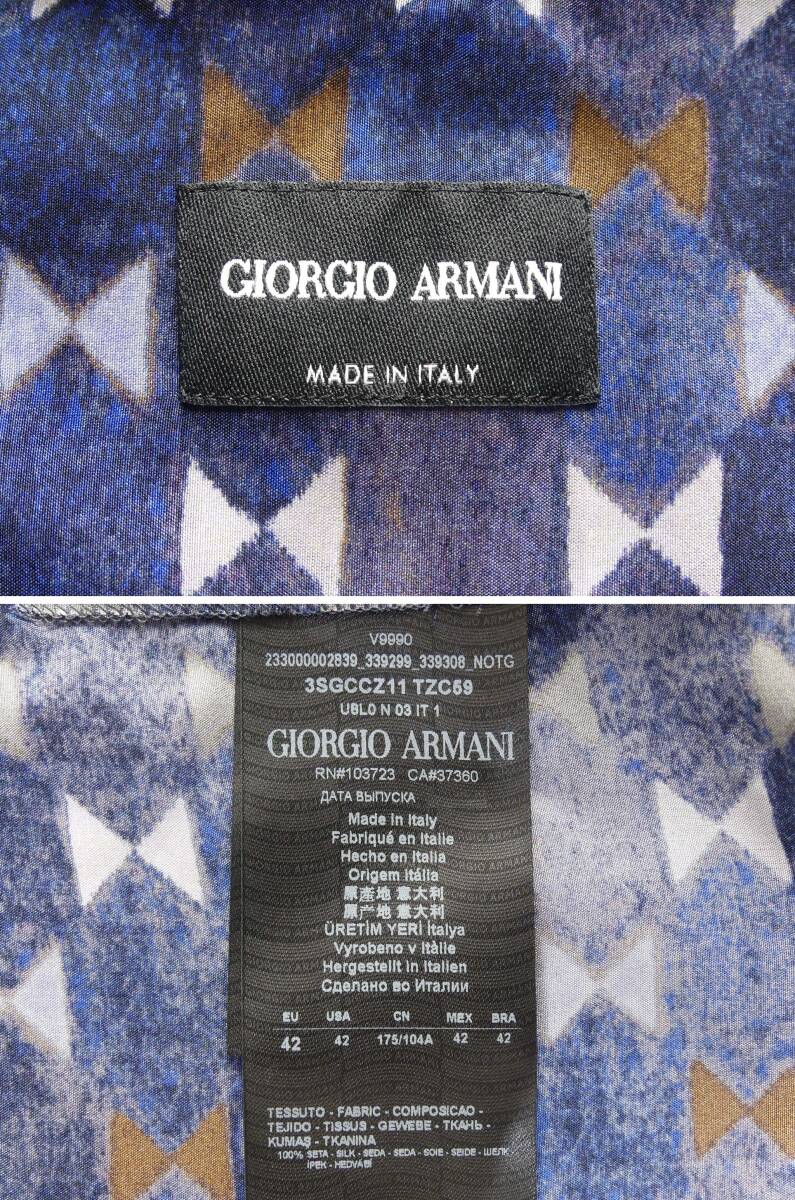 GIORGIO ARMANI
MADE IN ITALY
V9990
233000002839_339299_339308_NOTG
3SGCCZ11 TZC59
U8L0 N 03 IT 1
GIORGIO ARMANI
RN#103723 CA#37360
ДАТА ВЫПУСКА
Made in Italy
Fabriqué en Italie
Hecho en Italia
Origem Itália
原產地 意大利
原产地 意大利
ÜRETİM YERİ İtalya
Vyrobeno v Itálie
Hergestellt in Italien
Сделано во Италии
EU USA CN MEX BRA
42 42 175/104A 42 42
TESSUTO - FABRIC - COMPOSICAO -
TEJIDO - TISSUS - GEWEBE - ТКАНЬ -
KUMAŞ - TKANINA
100% SETA - SILK - SEDA - SEDA - SOIE - SEIDE - ШЕЛК -
İPEK - HEDVÁBÍ